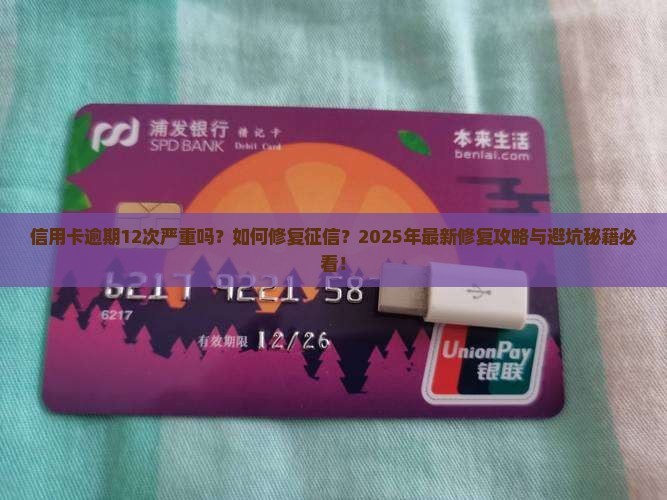 浦发银行 借记卡
SPD BANK Debit Card
本来生活
benlai.com
信用卡逾期12次严重吗？如何修复征信？2025年最新修复攻略与避坑秘籍必
看！
6217 9221 58
6217
有效期限 12/26
UnionPay
银联